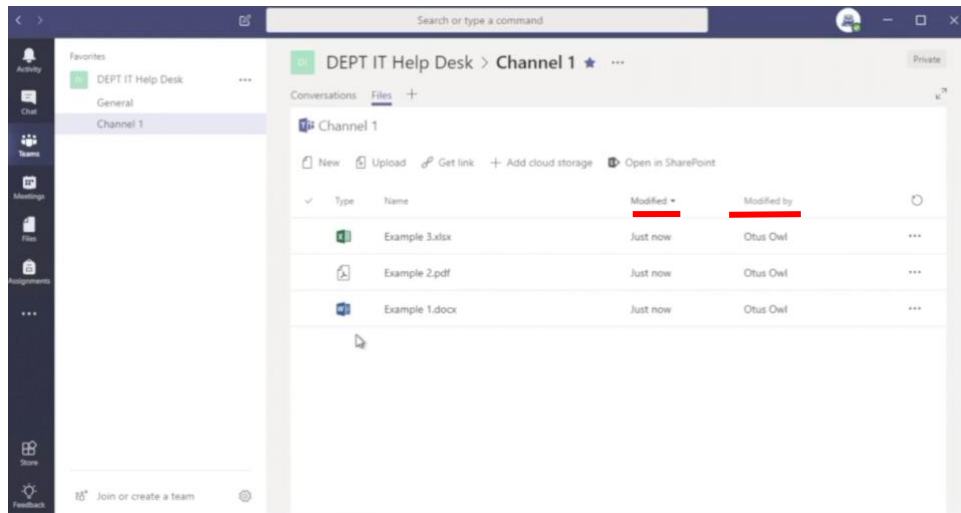 Search or type a command
Activity
Chat
Teams
Meetings
Files
Assignments
Store
Feedback
Favorites
DI DEPT IT Help Desk
General
Channel 1
Join or create a team
DI DEPT IT Help Desk > Channel 1
Private
Conversations Files
Channel 1
New Upload Get link Add cloud storage Open in SharePoint
Type Name Modified Modified by
Example 3.xlsx Just now Otus Owl
Example 2.pdf Just now Otus Owl
Example 1.docx Just now Otus Owl